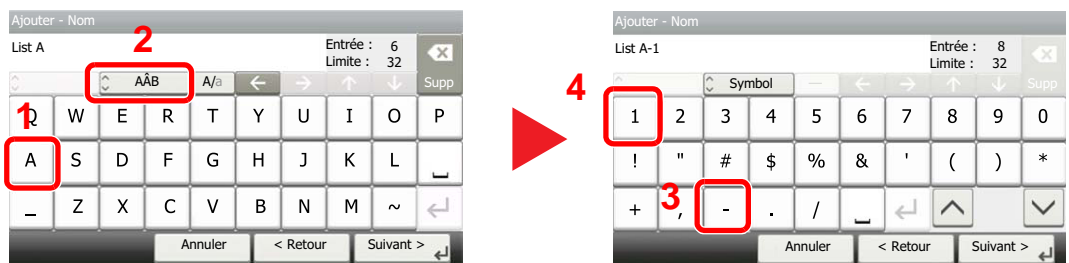 Ajouter - Nom
2
List A
Entrée : 6
Limite : 32
AÂB A/a ← → ↑ ↓ Supp
1
Q W E R T Y U I O P
A S D F G H J K L
_ Z X C V B N M ~
Annuler < Retour Suivant >
Ajouter - Nom
List A-1
Entrée : 8
Limite : 32
Symbol — ← → ↑ ↓ Supp
4
1 2 3 4 5 6 7 8 9 0
! " # $ % & ' ( ) *
3
+ , - . /
Annuler < Retour Suivant >